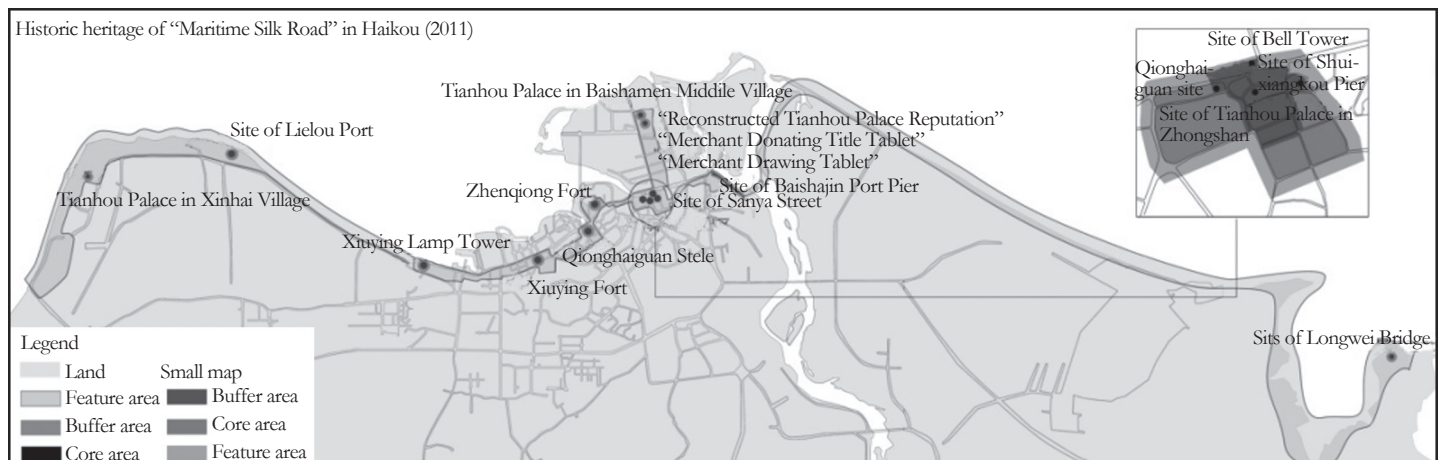 Historic heritage of “Maritime Silk Road” in Haikou (2011)
Site of Bell Tower
Qionghai-
guan site
Site of Shui-
xiangkou Pier
Site of Tianhou Palace in
Zhongshan
Tianhou Palace in Baishamen Middile Village
“Reconstructed Tianhou Palace Reputation”
“Merchant Donating Title Tablet”
“Merchant Drawing Tablet”
Site of Lielou Port
Site of Baishajin Port Pier
Zhenqiong Fort
Site of Sanya Street
Tianhou Palace in Xinhai Village
Xiuying Lamp Tower
Qionghaiguan Stele
Xiuying Fort
Sits of Longwei Bridge
Legend
Land
Small map
Feature area
Buffer area
Buffer area
Core area
Core area
Feature area